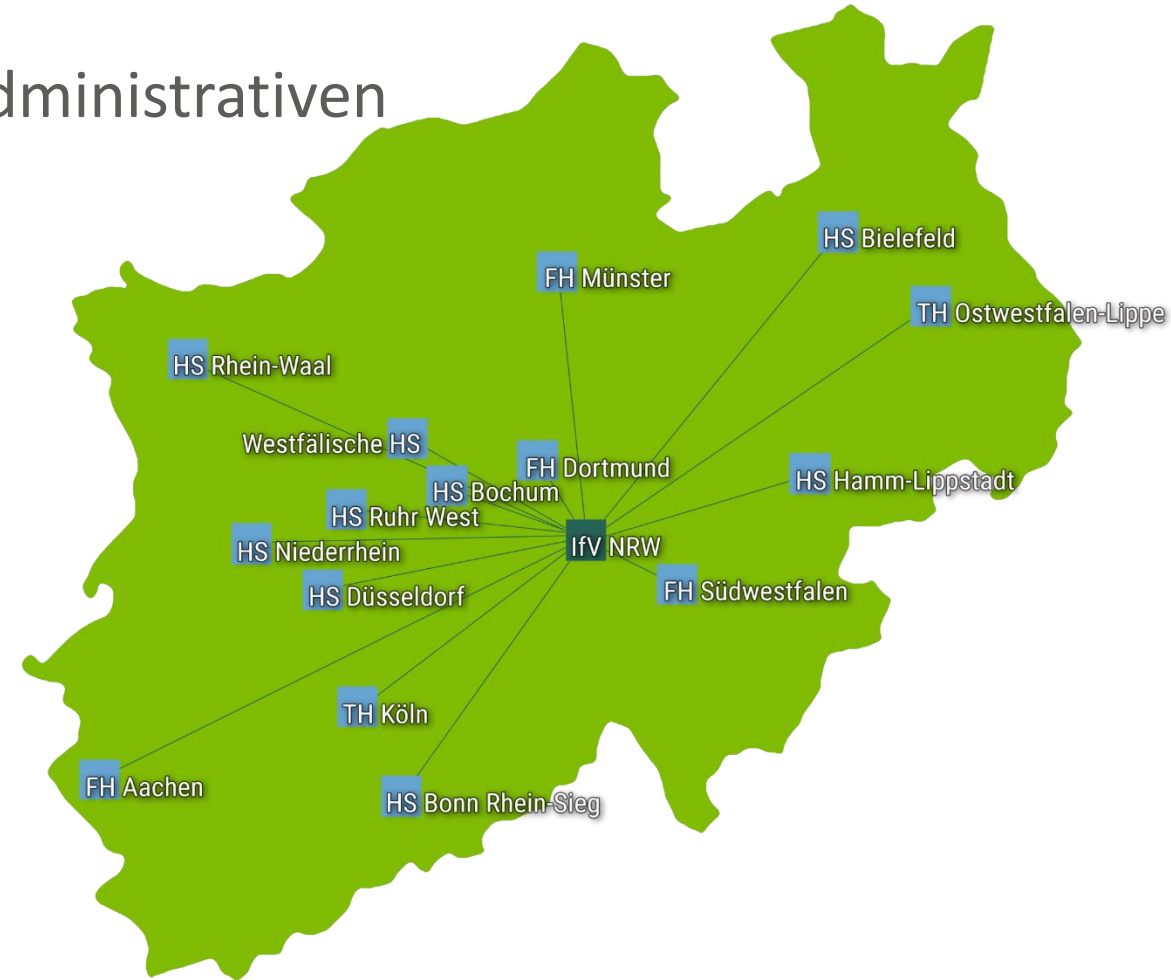 dministrativen
HS Bielefeld
FH Münster
TH Ostwestfalen-Lippe
HS Rhein-Waal
Westfälische HS
FH Dortmund
HS Hamm-Lippstadt
HS Bochum
HS Ruhr West
IfV NRW
HS Niederrhein
FH Südwestfalen
HS Düsseldorf
TH Köln
FH Aachen
HS Bonn Rhein-Sieg